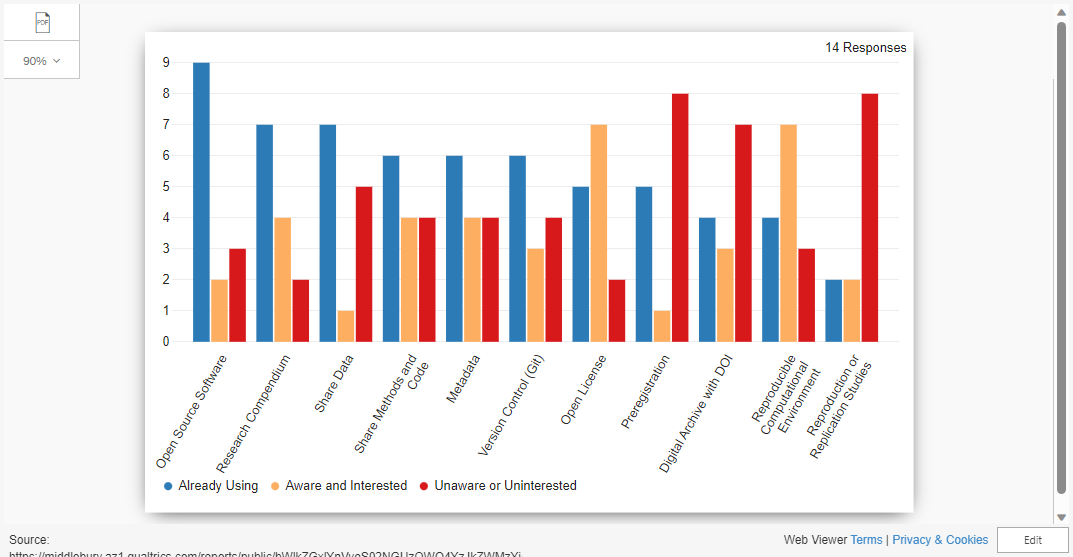 PDF
90%
14 Responses
9
8
7
6
5
4
3
2
1
0
Open Source Software
Research Compendium
Share Data
Share Methods and
Code
Metadata
Version Control (Git)
Open License
Preregistration
Digital Archive with DOI
Reproducible
Computational
Environment
Reproduction or
Replication Studies
Already Using Aware and Interested Unaware or Uninterested
Source:
Web Viewer Terms | Privacy & Cookies
Edit